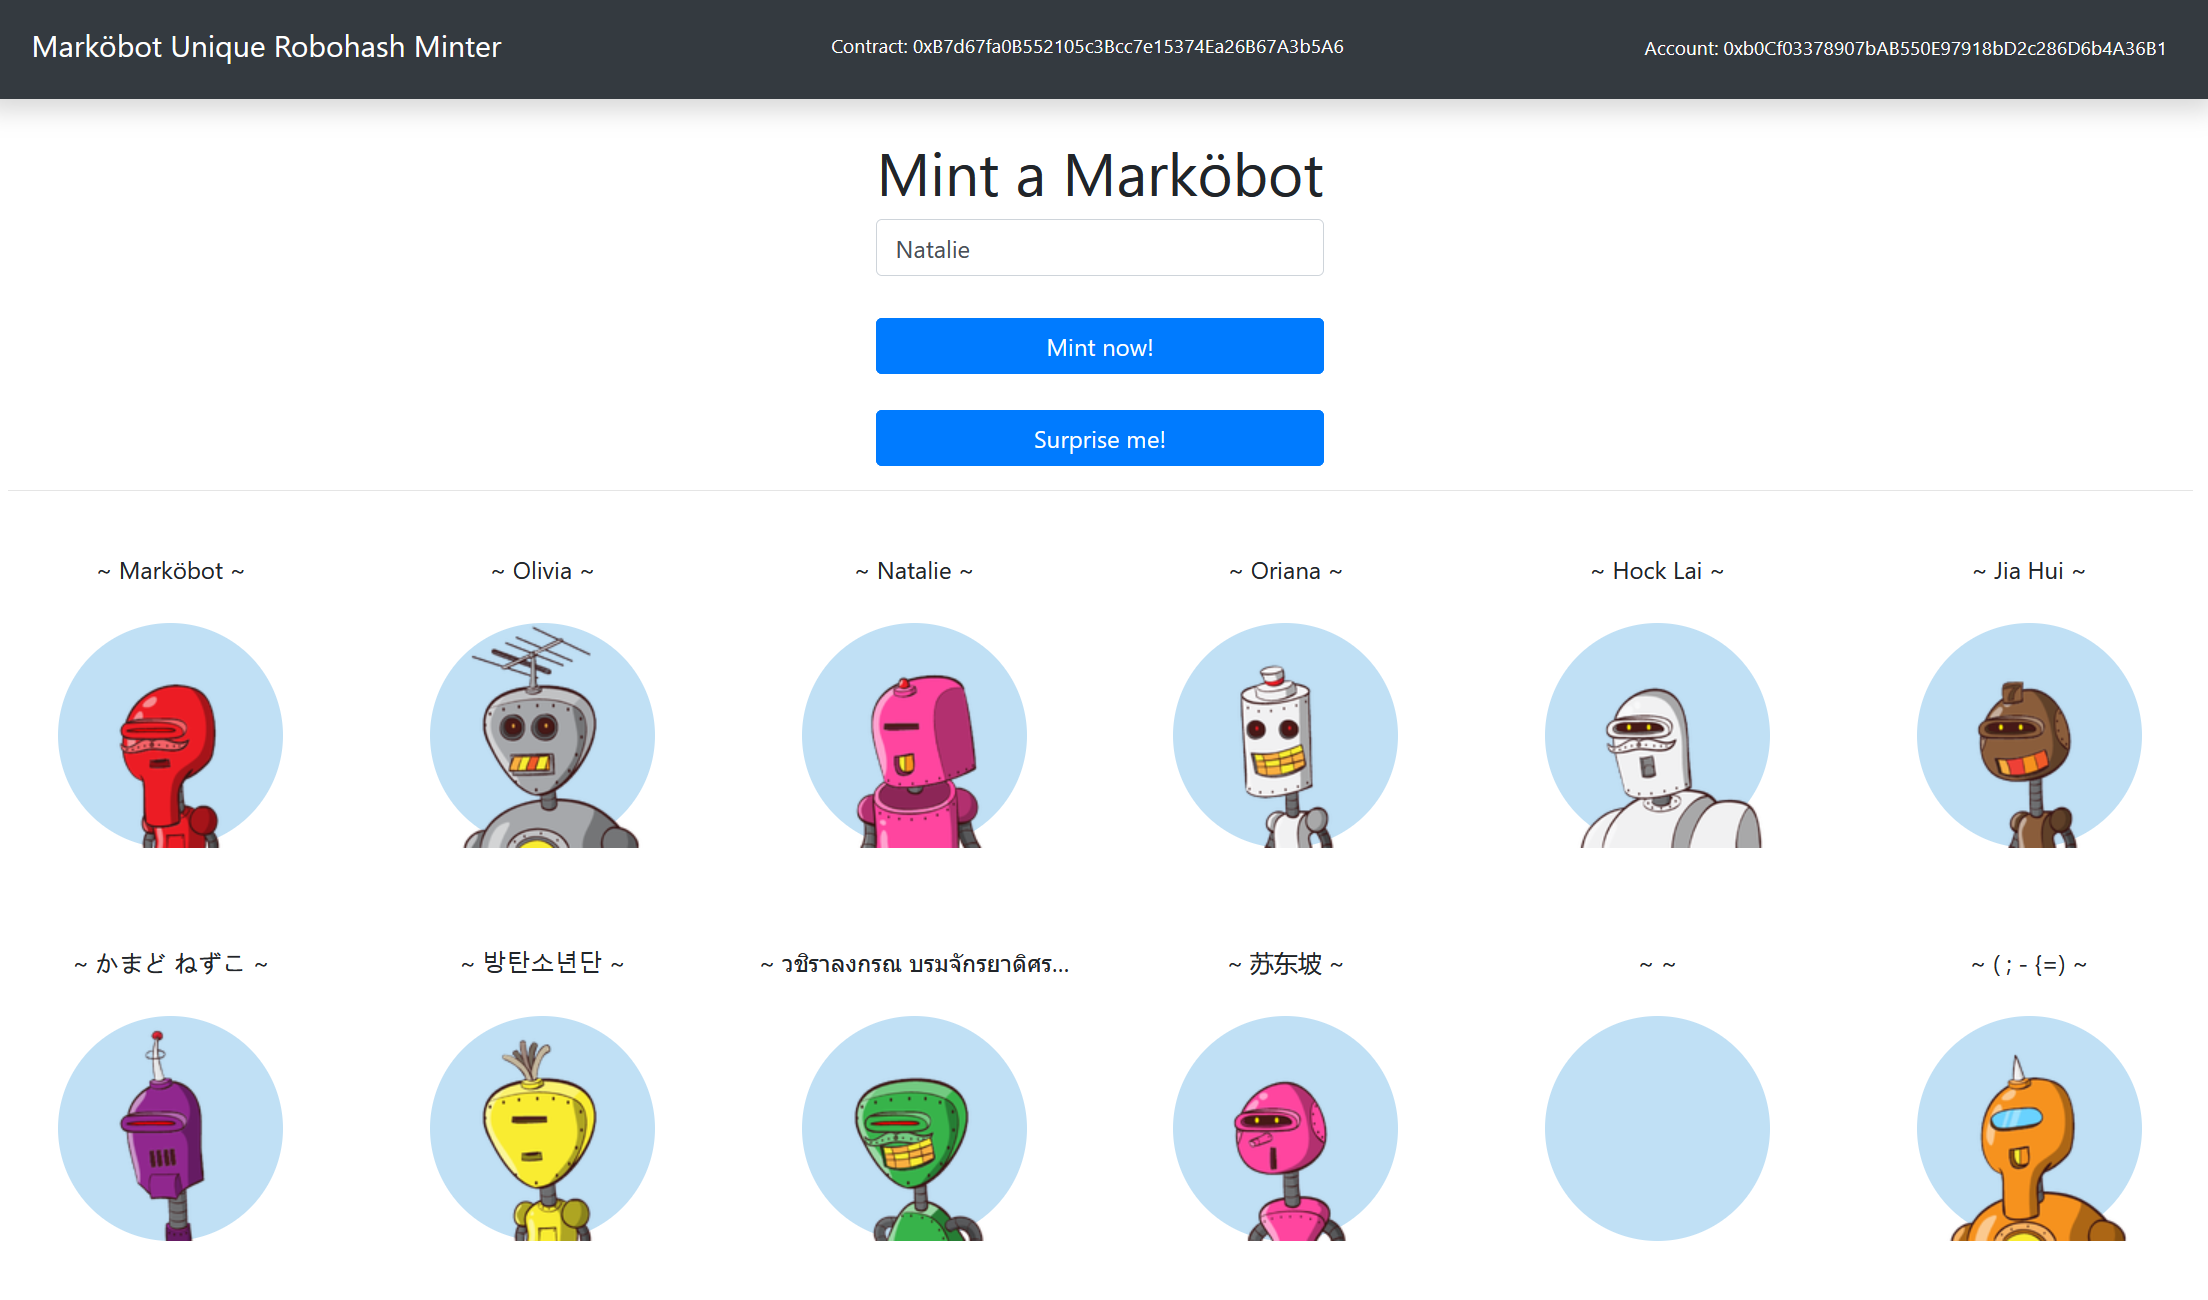 Marköbot Unique Robohash Minter
Contract: 0xB7d67fa0B552105c3Bcc7e15374Ea26B67A3b5A6
Account: 0xb0Cf03378907bAB550E97918bD2c286D6b4A36B1
Mint a Marköbot
Natalie
Mint now!
Surprise me!
~ Marköbot ~
~ Olivia ~
~ Natalie ~
~ Oriana ~
~ Hock Lai ~
~ Jia Hui ~
~ かまど ねずこ ~
~ 방탄소년단 ~
~ วชิราลงกรณ บรมจักรยาดิศร...
~ 苏东坡 ~
~ ~
~ ( ; - {=) ~